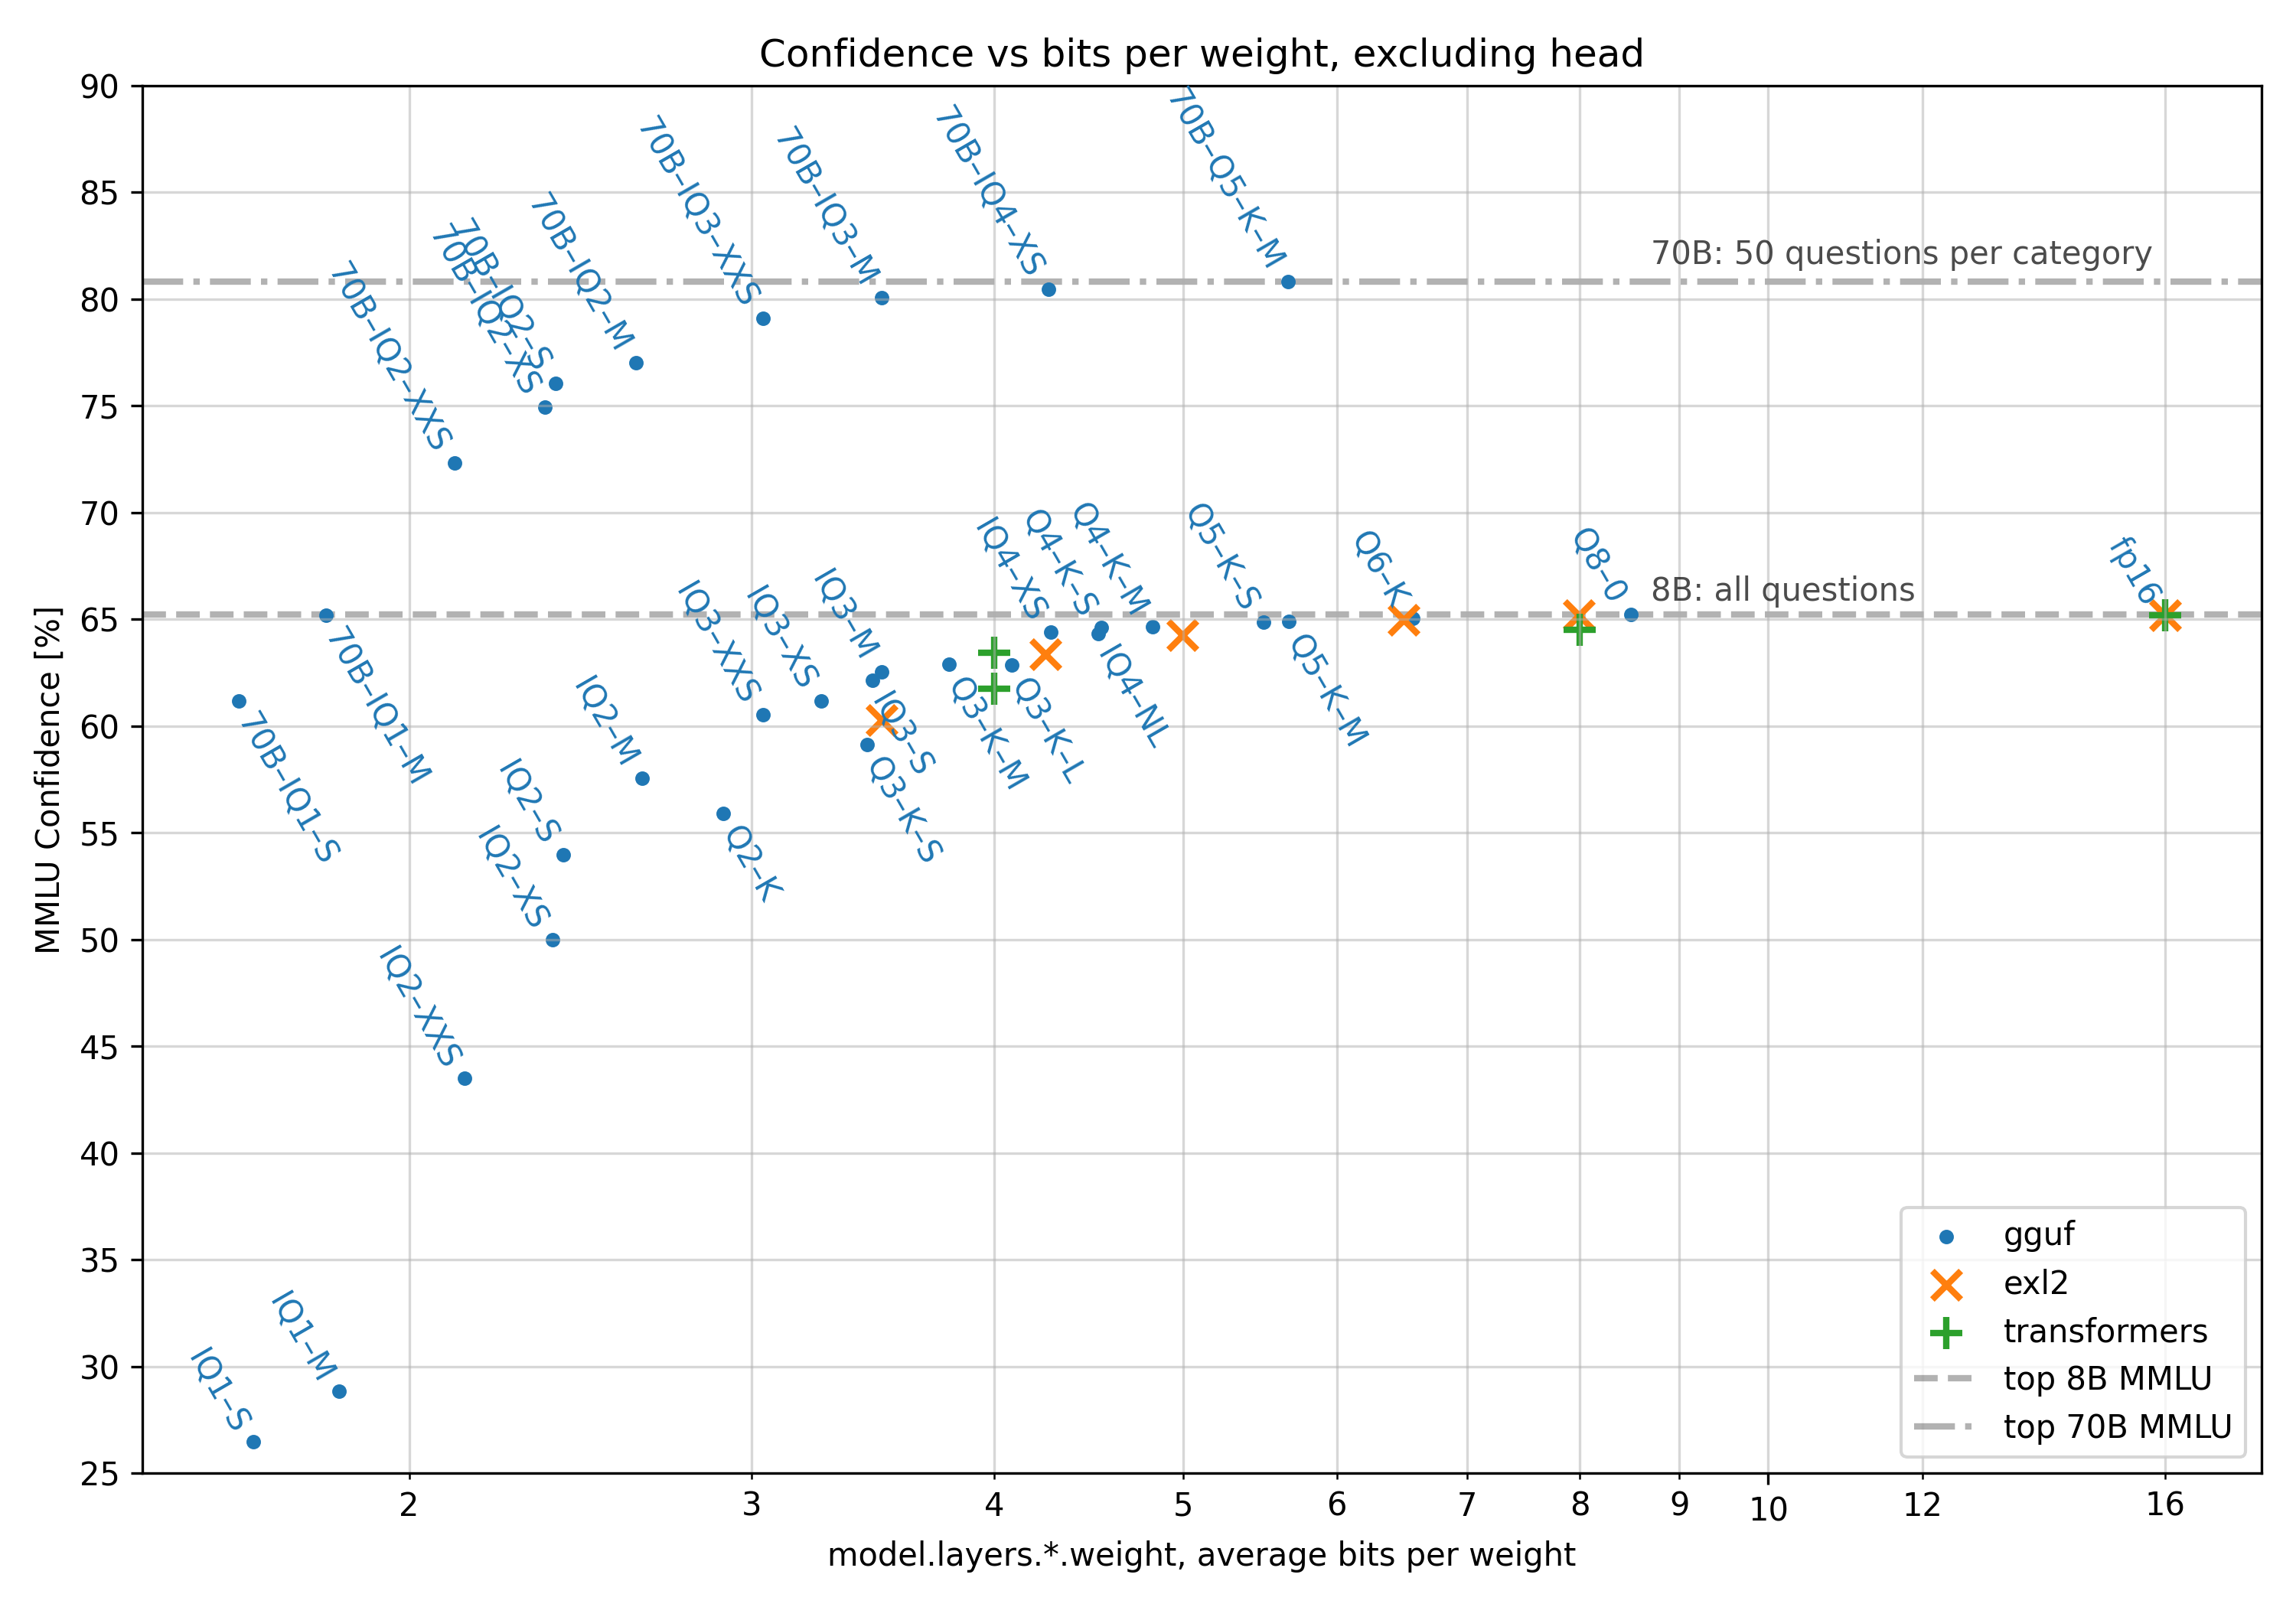 Confidence vs bits per weight, excluding head
MMLU Confidence [%]
90
85
80
75
70
65
60
55
50
45
40
35
30
25
70B-IQ2-XXS
70B-IQ2-XS
70B-IQ2-S
70B-IQ2-M
70B-IQ3-XXS
70B-IQ3-M
70B-IQ4-XS
70B-Q5-K-M
70B: 50 questions per category
70B-IQ1-S
70B-IQ1-M
IQ1-S
IQ1-M
IQ2-XXS
IQ2-XS
IQ2-S
IQ2-M
Q2-K
IQ3-XXS
IQ3-XS
IQ3-M
IQ3-S
Q3-K-S
Q3-K-M
Q3-K-L
IQ4-XS
Q4-K-S
Q4-K-M
IQ4-NL
Q5-K-S
Q5-K-M
Q6-K
Q8-0
8B: all questions
fp16
gguf
exl2
transformers
top 8B MMLU
top 70B MMLU
2
3
4
5
6
7
8
9
10
12
16
model.layers.*.weight, average bits per weight